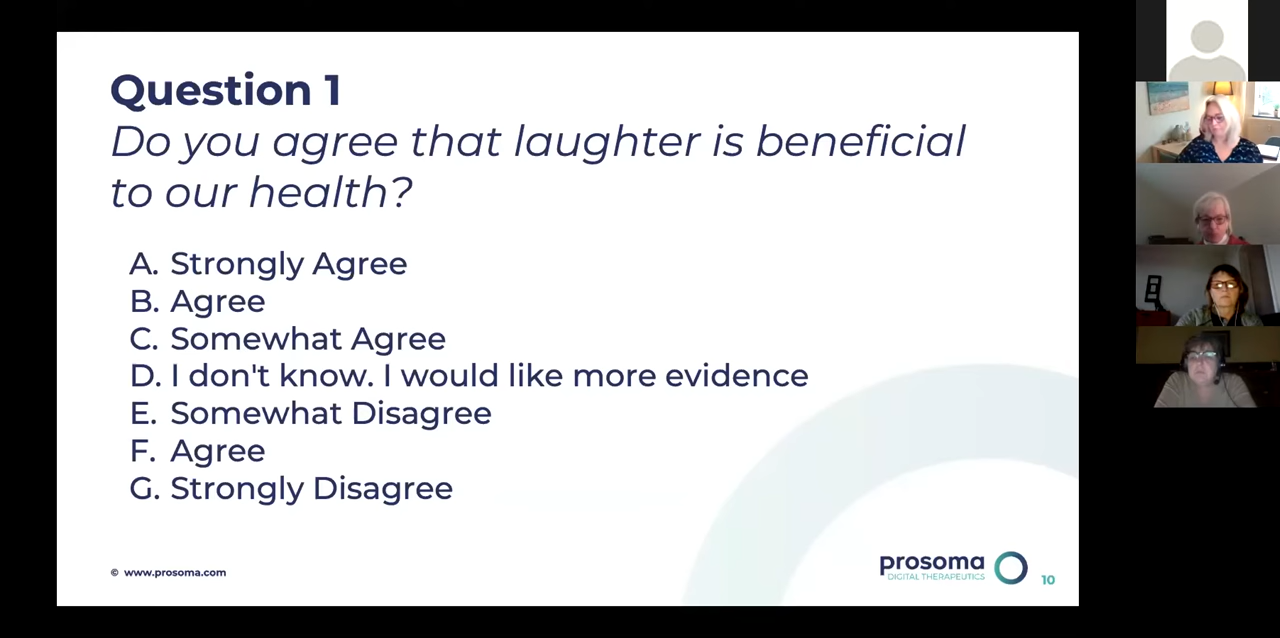 Question 1
Do you agree that laughter is beneficial
to our health?
A. Strongly Agree
B. Agree
C. Somewhat Agree
D. I don't know. I would like more evidence
E. Somewhat Disagree
F. Agree
G. Strongly Disagree
© www.prosoma.com
prosoma
DIGITAL THERAPEUTICS
10